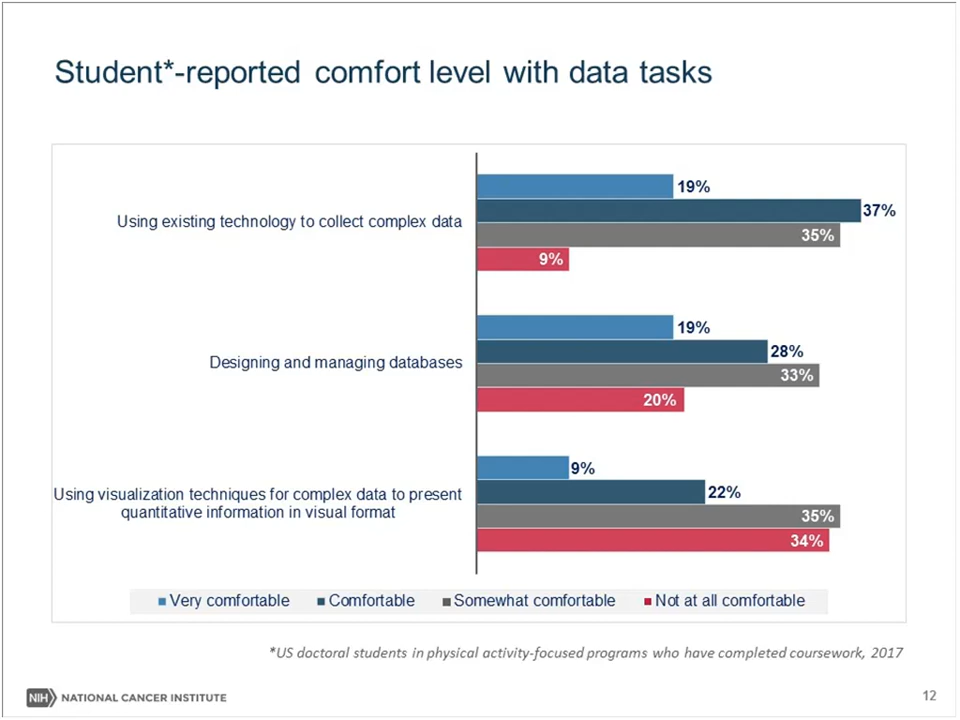 Student*-reported comfort level with data tasks
19%
37%
Using existing technology to collect complex data
35%
9%
19%
28%
Designing and managing databases
33%
20%
9%
22%
Using visualization techniques for complex data to present
quantitative information in visual format
35%
34%
Very comfortable Comfortable Somewhat comfortable Not at all comfortable
*US doctoral students in physical activity-focused programs who have completed coursework, 2017
NIH NATIONAL CANCER INSTITUTE
12